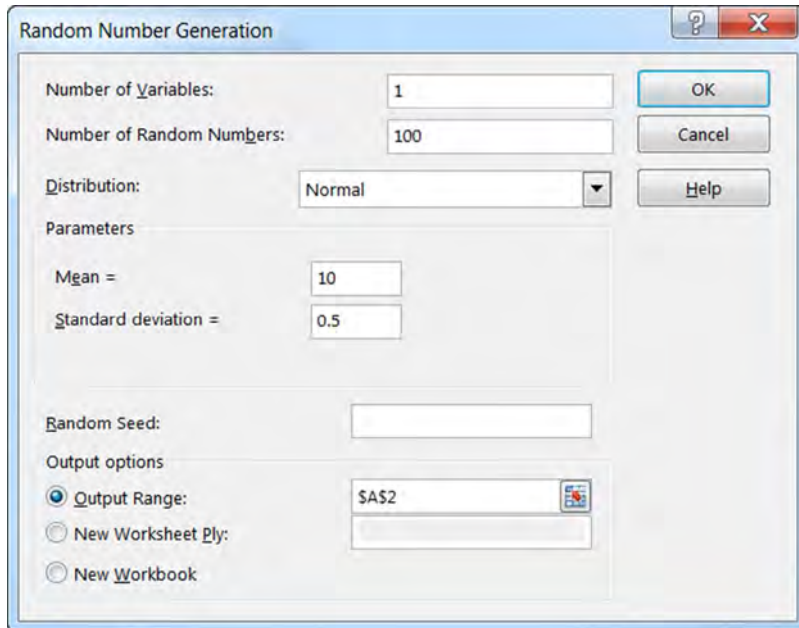 Random Number Generation
Number of Variables: 1
OK
Number of Random Numbers: 100
Cancel
Distribution: Normal
Help
Parameters
Mean = 10
Standard deviation = 0.5
Random Seed:
Output options
Output Range: $A$2
New Worksheet Ply:
New Workbook